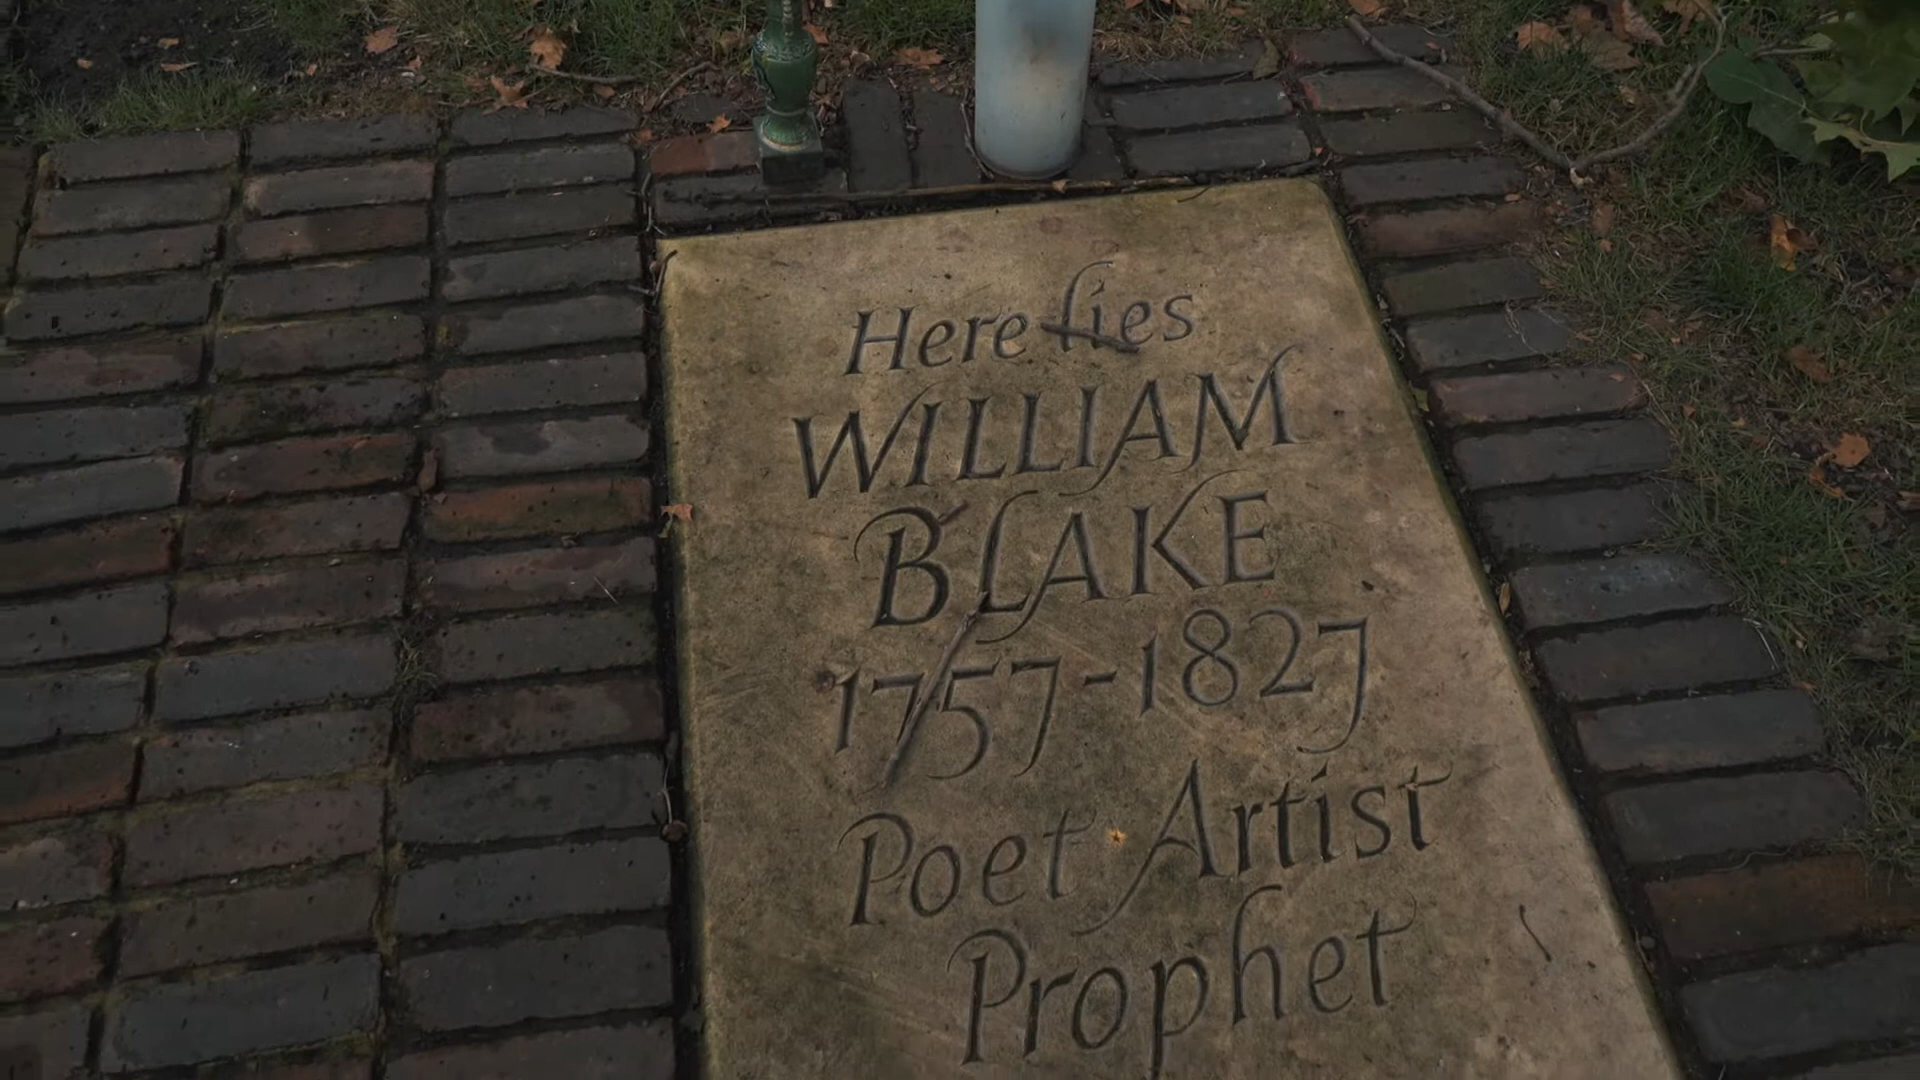 Here lies
WILLIAM
BLAKE
1757-1827
Poet · Artist
Prophet